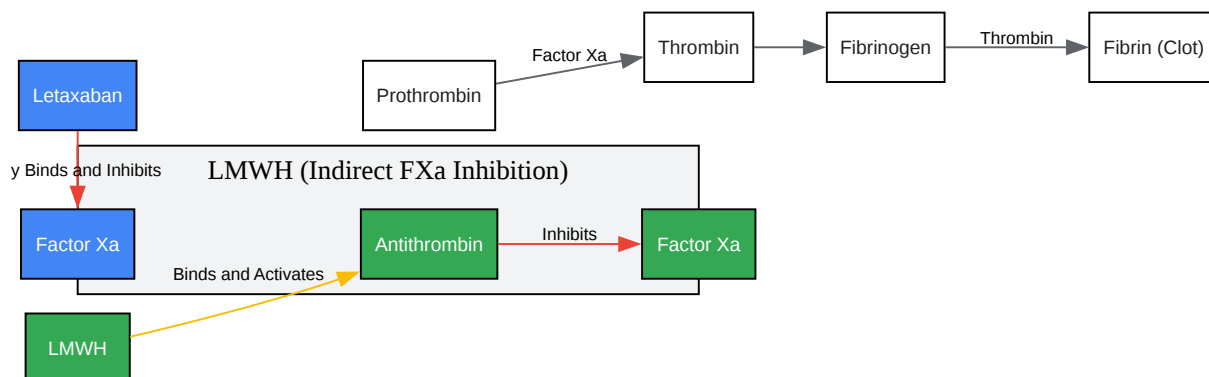 Letaxaban
y Binds and Inhibits
Factor Xa
Prothrombin
Factor Xa
Thrombin
Fibrinogen
Thrombin
Fibrin (Clot)
LMWH (Indirect FXa Inhibition)
Antithrombin
Inhibits
Factor Xa
Binds and Activates
LMWH